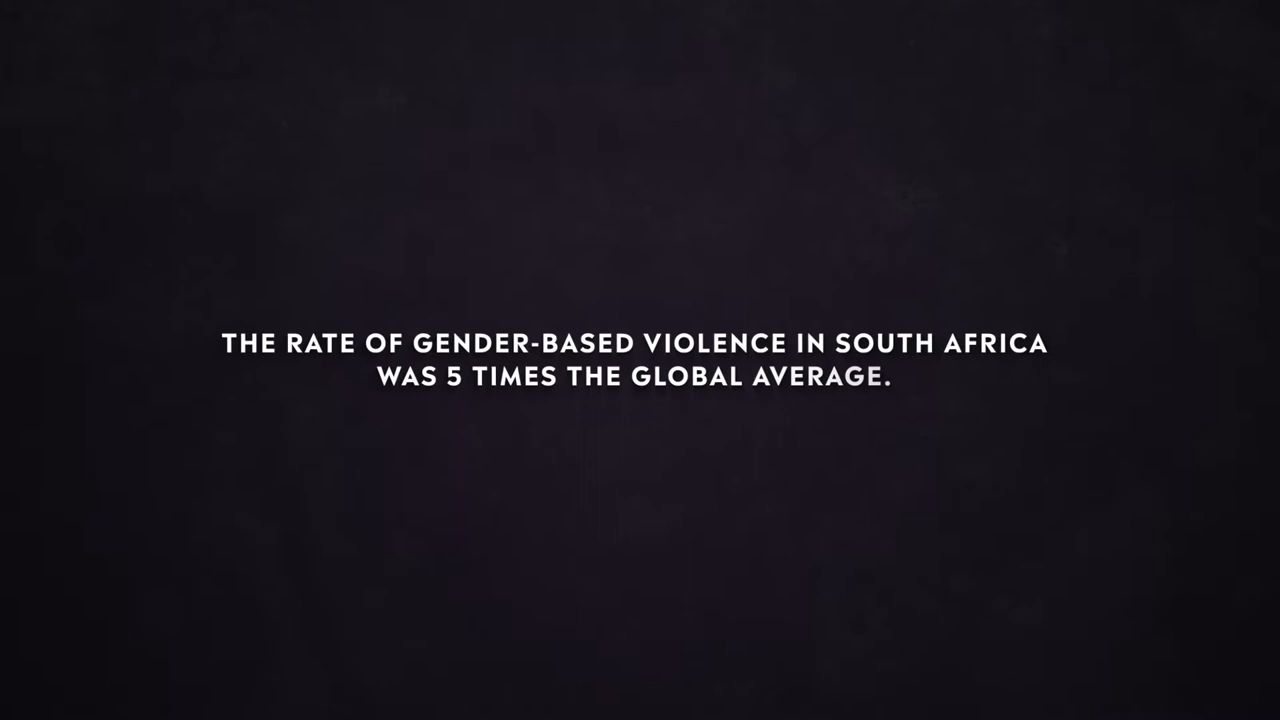 THE RATE OF GENDER-BASED VIOLENCE IN SOUTH AFRICA
WAS 5 TIMES THE GLOBAL AVERAGE.